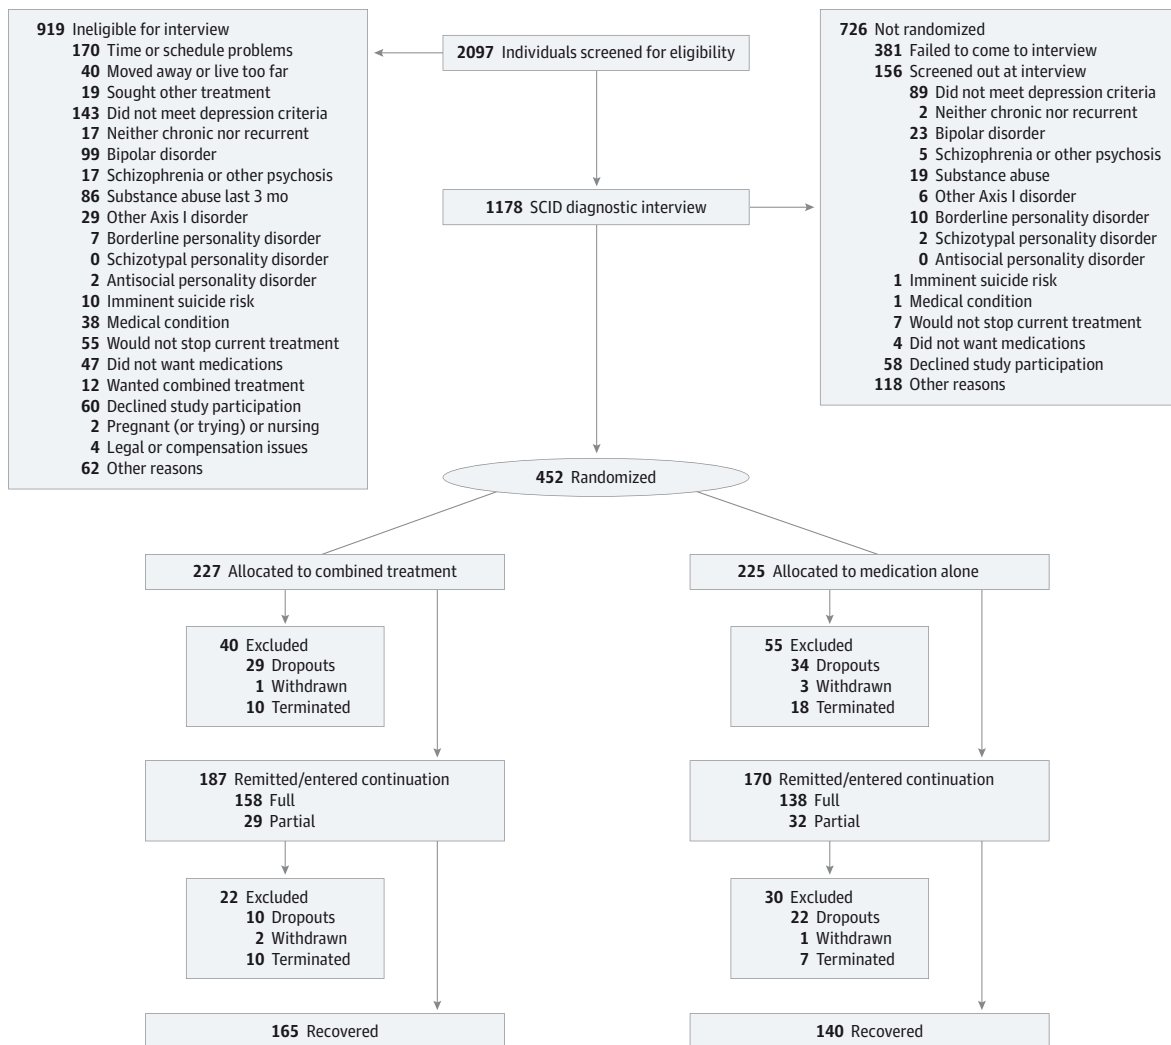 919 Ineligible for interview
170 Time or schedule problems
40 Moved away or live too far
19 Sought other treatment
143 Did not meet depression criteria
17 Neither chronic nor recurrent
99 Bipolar disorder
17 Schizophrenia or other psychosis
86 Substance abuse last 3 mo
29 Other Axis I disorder
7 Borderline personality disorder
0 Schizotypal personality disorder
2 Antisocial personality disorder
10 Imminent suicide risk
38 Medical condition
55 Would not stop current treatment
47 Did not want medications
12 Wanted combined treatment
60 Declined study participation
2 Pregnant (or trying) or nursing
4 Legal or compensation issues
62 Other reasons
2097 Individuals screened for eligibility
726 Not randomized
381 Failed to come to interview
156 Screened out at interview
89 Did not meet depression criteria
2 Neither chronic nor recurrent
23 Bipolar disorder
5 Schizophrenia or other psychosis
19 Substance abuse
6 Other Axis I disorder
10 Borderline personality disorder
2 Schizotypal personality disorder
0 Antisocial personality disorder
1 Imminent suicide risk
1 Medical condition
7 Would not stop current treatment
4 Did not want medications
58 Declined study participation
118 Other reasons
1178 SCID diagnostic interview
452 Randomized
227 Allocated to combined treatment
40 Excluded
29 Dropouts
1 Withdrawn
10 Terminated
187 Remitted/entered continuation
158 Full
29 Partial
22 Excluded
10 Dropouts
2 Withdrawn
10 Terminated
165 Recovered
225 Allocated to medication alone
55 Excluded
34 Dropouts
3 Withdrawn
18 Terminated
170 Remitted/entered continuation
138 Full
32 Partial
30 Excluded
22 Dropouts
1 Withdrawn
7 Terminated
140 Recovered